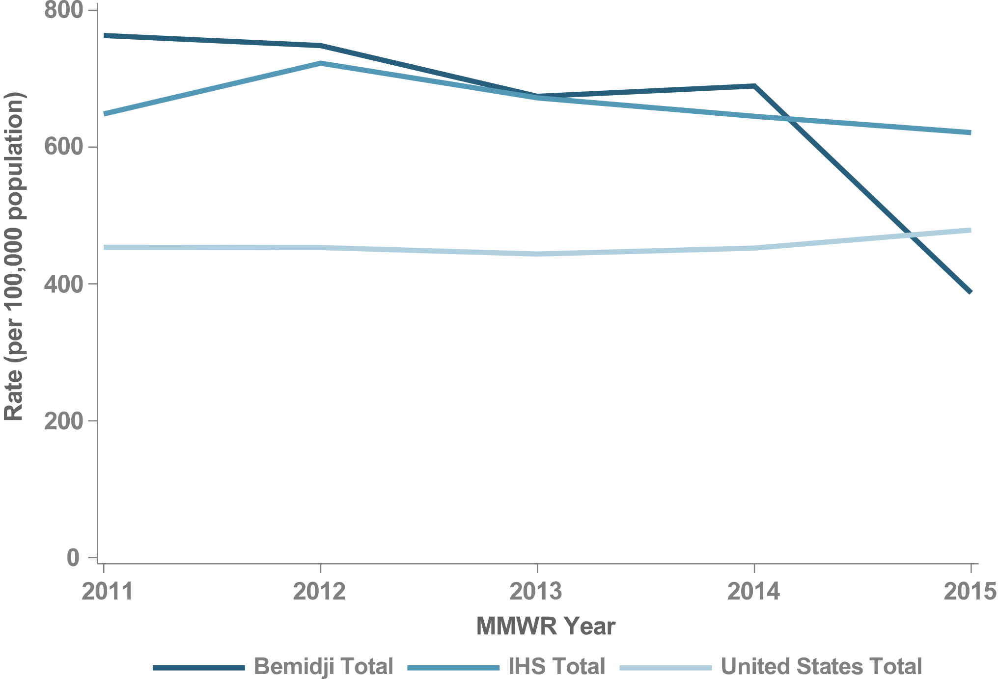 800
600
400
200
0
Rate (per 100,000 population)
2011 2012 2013 2014 2015
MMWR Year
Bemidji Total IHS Total United States Total